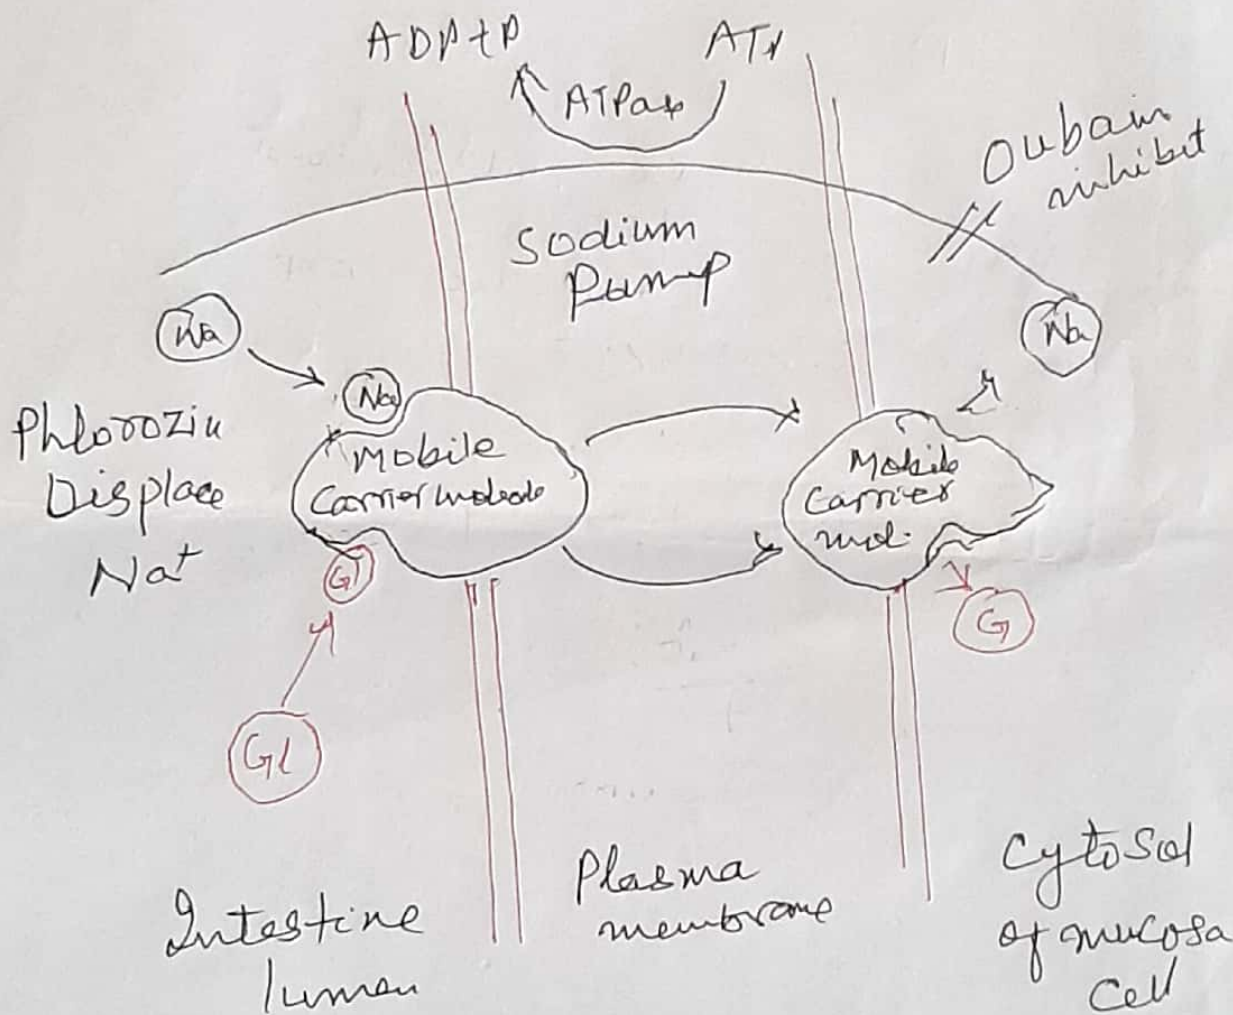 ADP+P
ATP
ATPase
Oubain
inhibit
Sodium
Pump
Na
Na
Na
Phlorozin
Displace
Na+
Mobile
Carrier molecule
Mobile
Carrier
mol.
Gl
G
Gl
Intestine
lumen
Plasma
membrane
Cytosol
of mucosa
Cell